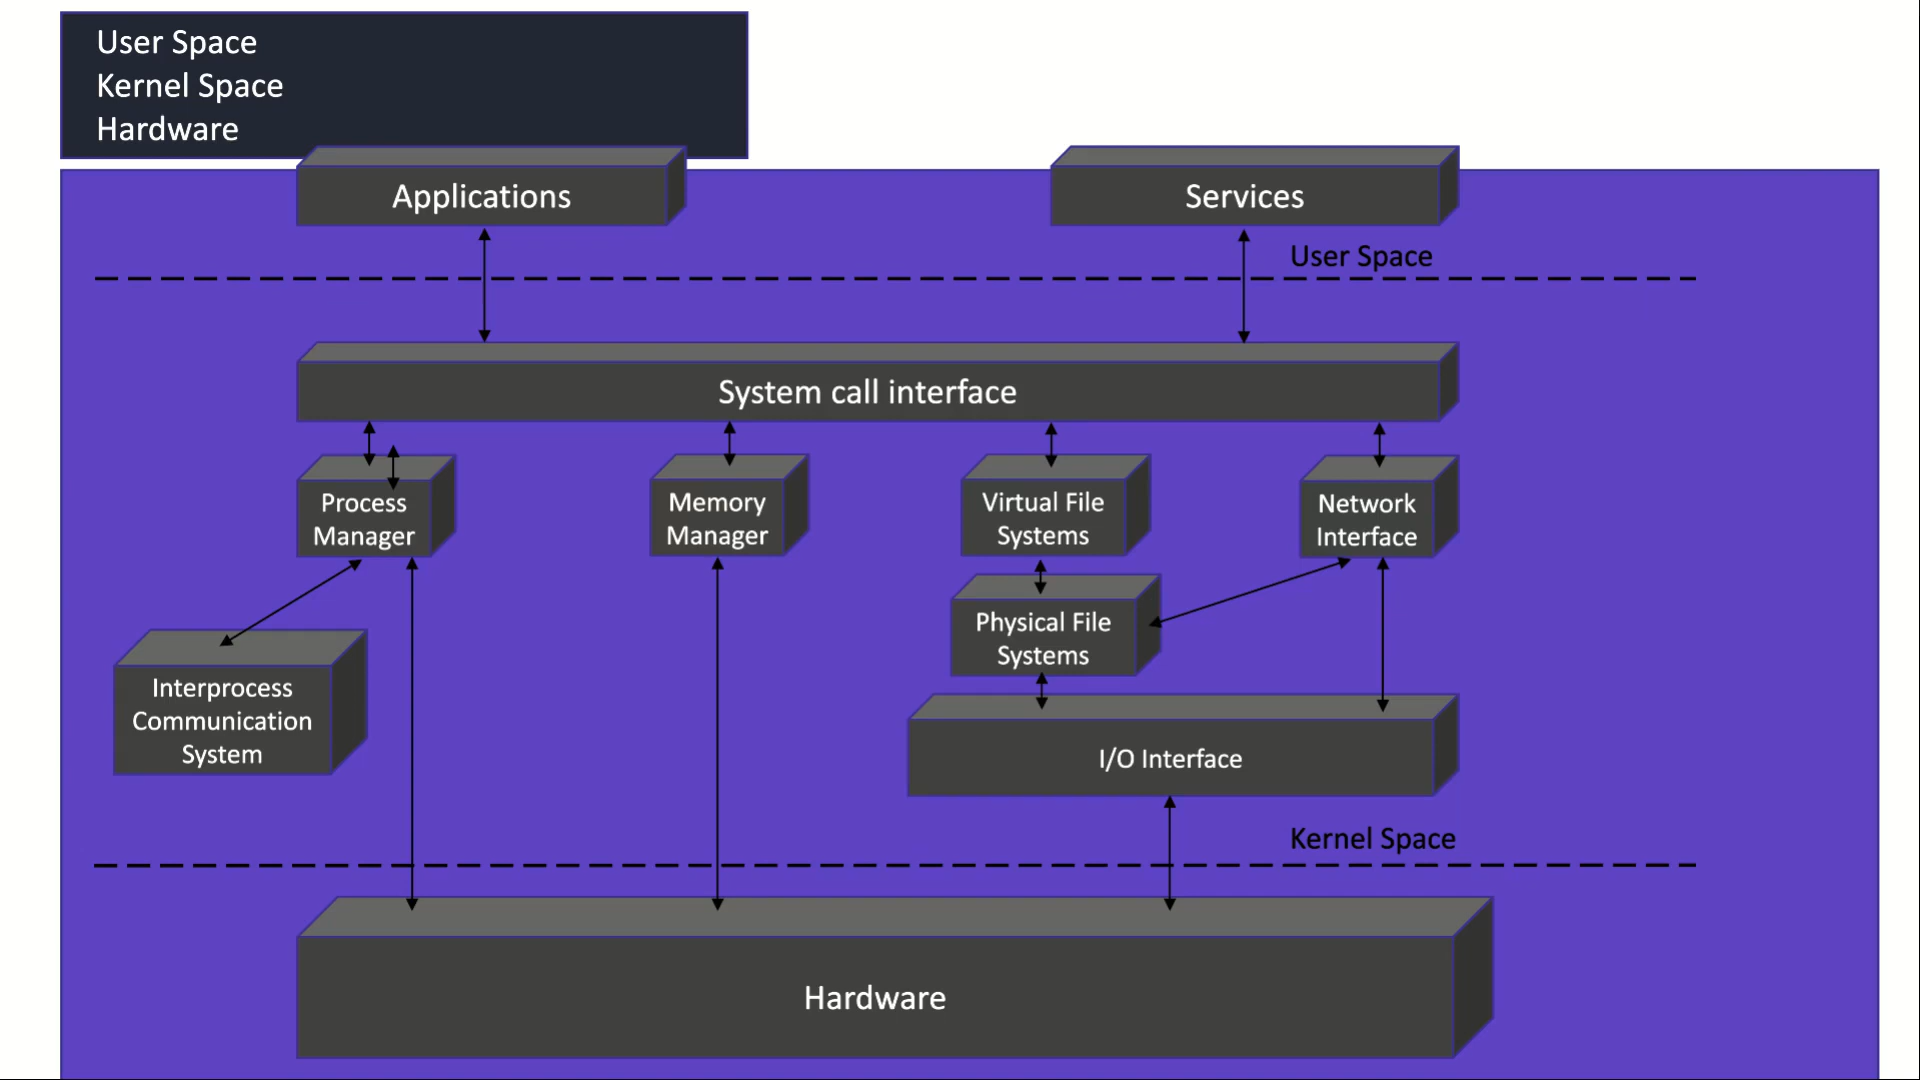 User Space
Kernel Space
Hardware
Applications
Services
User Space
System call interface
Process
Manager
Memory
Manager
Virtual File
Systems
Network
Interface
Physical File
Systems
Interprocess
Communication
System
I/O Interface
Kernel Space
Hardware